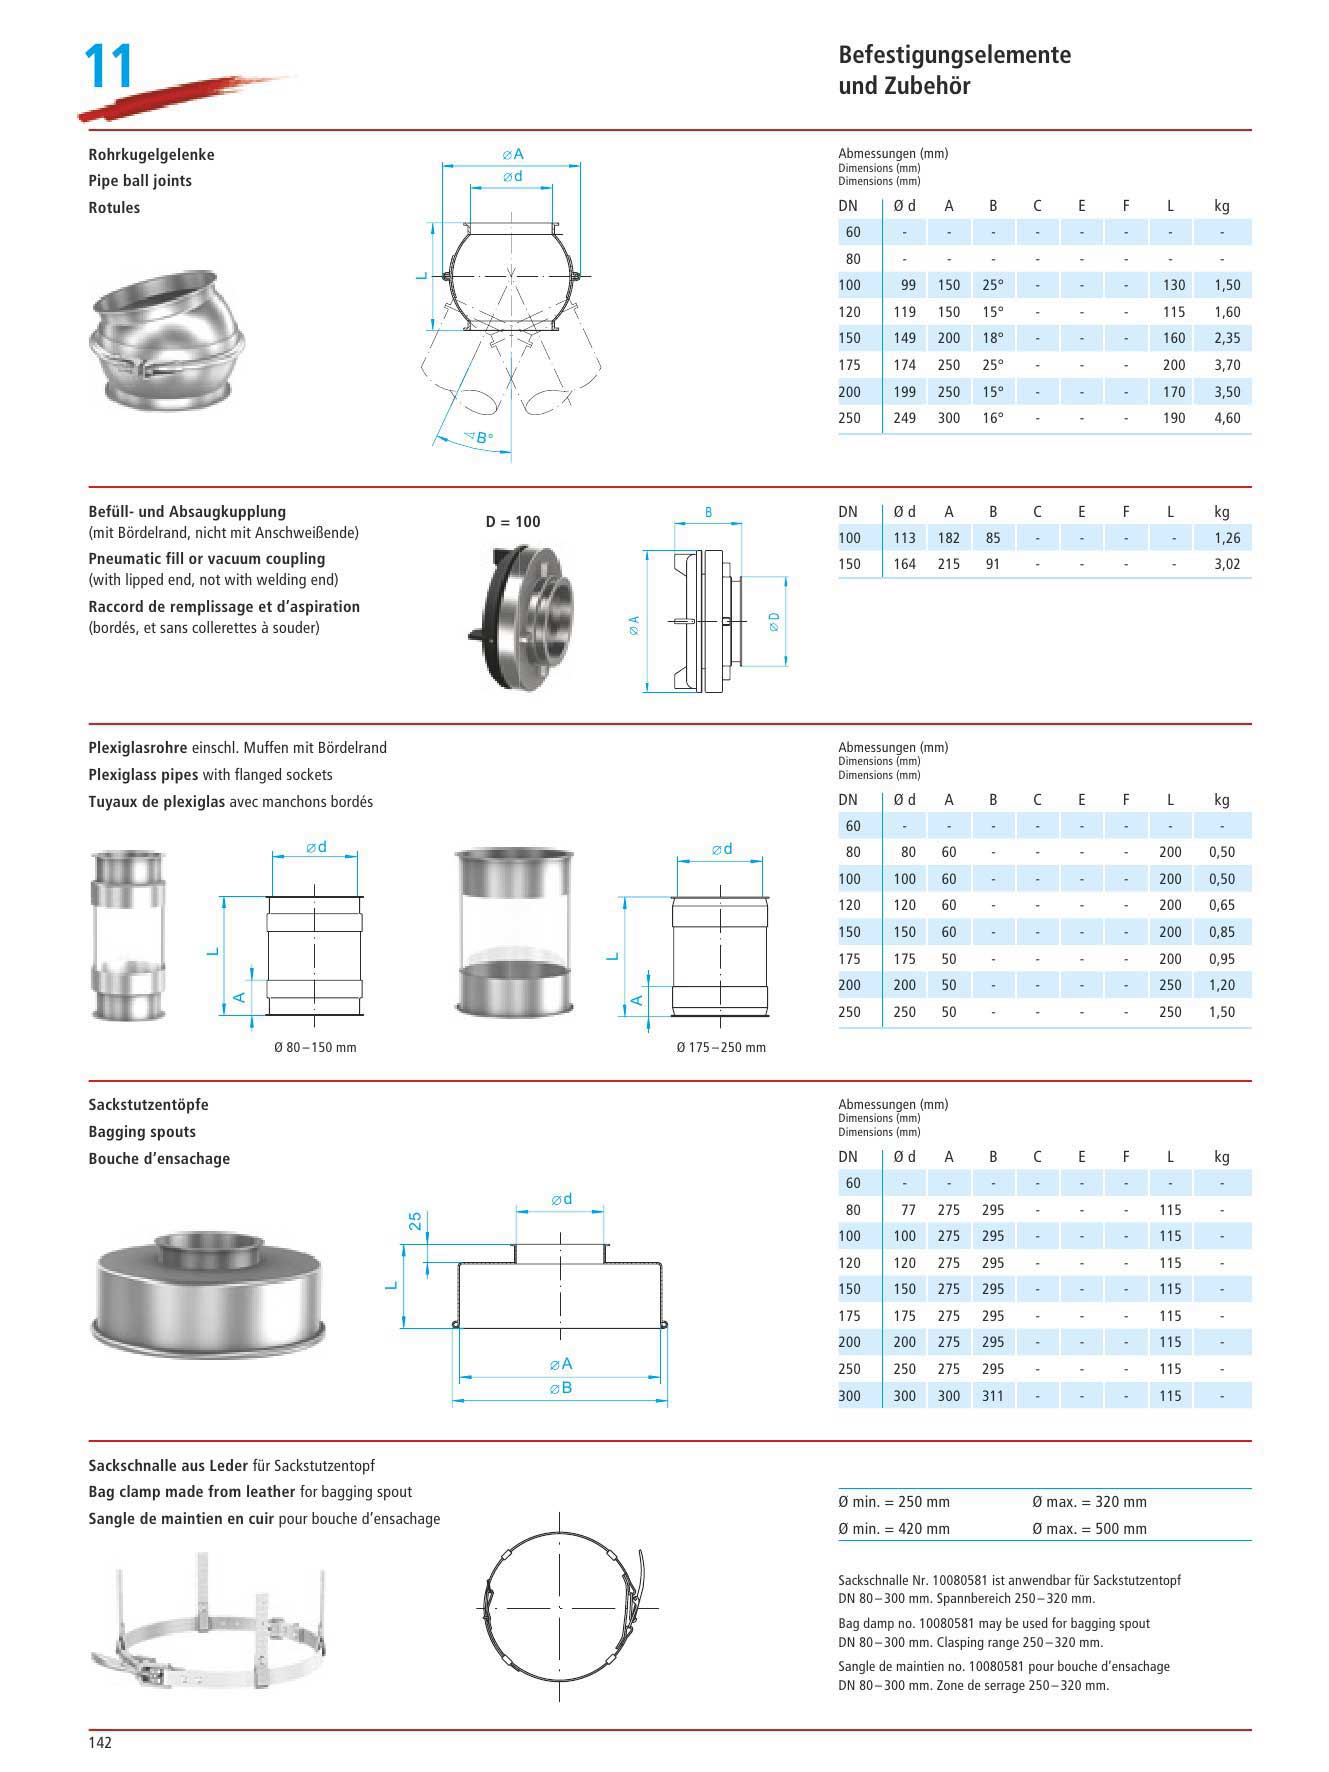 11
Befestigungselemente
und Zubehör
Rohrkugelgelenke
Pipe ball joints
Rotules
⌀A
⌀d
L
∢B°
Abmessungen (mm)
Dimensions (mm)
Dimensions (mm)
DN Ø d A B C E F L kg
60 - - - - - - - -
80 - - - - - - - -
100 99 150 25° - - - 130 1,50
120 119 150 15° - - - 115 1,60
150 149 200 18° - - - 160 2,35
175 174 250 25° - - - 200 3,70
200 199 250 15° - - - 170 3,50
250 249 300 16° - - - 190 4,60
Befüll- und Absaugkupplung
(mit Bördelrand, nicht mit Anschweißende)
Pneumatic fill or vacuum coupling
(with lipped end, not with welding end)
Raccord de remplissage et d’aspiration
(bordés, et sans collerettes à souder)
D = 100
B
⌀A
⌀D
DN Ø d A B C E F L kg
100 113 182 85 - - - - 1,26
150 164 215 91 - - - - 3,02
Plexiglasrohre einschl. Muffen mit Bördelrand
Plexiglass pipes with flanged sockets
Tuyaux de plexiglas avec manchons bordés
⌀d
L
A
Ø 80–150 mm
⌀d
L
A
Ø 175–250 mm
Abmessungen (mm)
Dimensions (mm)
Dimensions (mm)
DN Ø d A B C E F L kg
60 - - - - - - - -
80 80 60 - - - - 200 0,50
100 100 60 - - - - 200 0,50
120 120 60 - - - - 200 0,65
150 150 60 - - - - 200 0,85
175 175 50 - - - - 200 0,95
200 200 50 - - - - 250 1,20
250 250 50 - - - - 250 1,50
Sackstutzentöpfe
Bagging spouts
Bouche d’ensachage
⌀d
25
L
⌀A
⌀B
Abmessungen (mm)
Dimensions (mm)
Dimensions (mm)
DN Ø d A B C E F L kg
60 - - - - - - - -
80 77 275 295 - - - 115 -
100 100 275 295 - - - 115 -
120 120 275 295 - - - 115 -
150 150 275 295 - - - 115 -
175 175 275 295 - - - 115 -
200 200 275 295 - - - 115 -
250 250 275 295 - - - 115 -
300 300 300 311 - - - 115 -
Sackschnalle aus Leder für Sackstutzentopf
Bag clamp made from leather for bagging spout
Sangle de maintien en cuir pour bouche d’ensachage
Ø min. = 250 mm Ø max. = 320 mm
Ø min. = 420 mm Ø max. = 500 mm
Sackschnalle Nr. 10080581 ist anwendbar für Sackstutzentopf
DN 80–300 mm. Spannbereich 250–320 mm.
Bag damp no. 10080581 may be used for bagging spout
DN 80–300 mm. Clasping range 250–320 mm.
Sangle de maintien no. 10080581 pour bouche d’ensachage
DN 80–300 mm. Zone de serrage 250–320 mm.
142